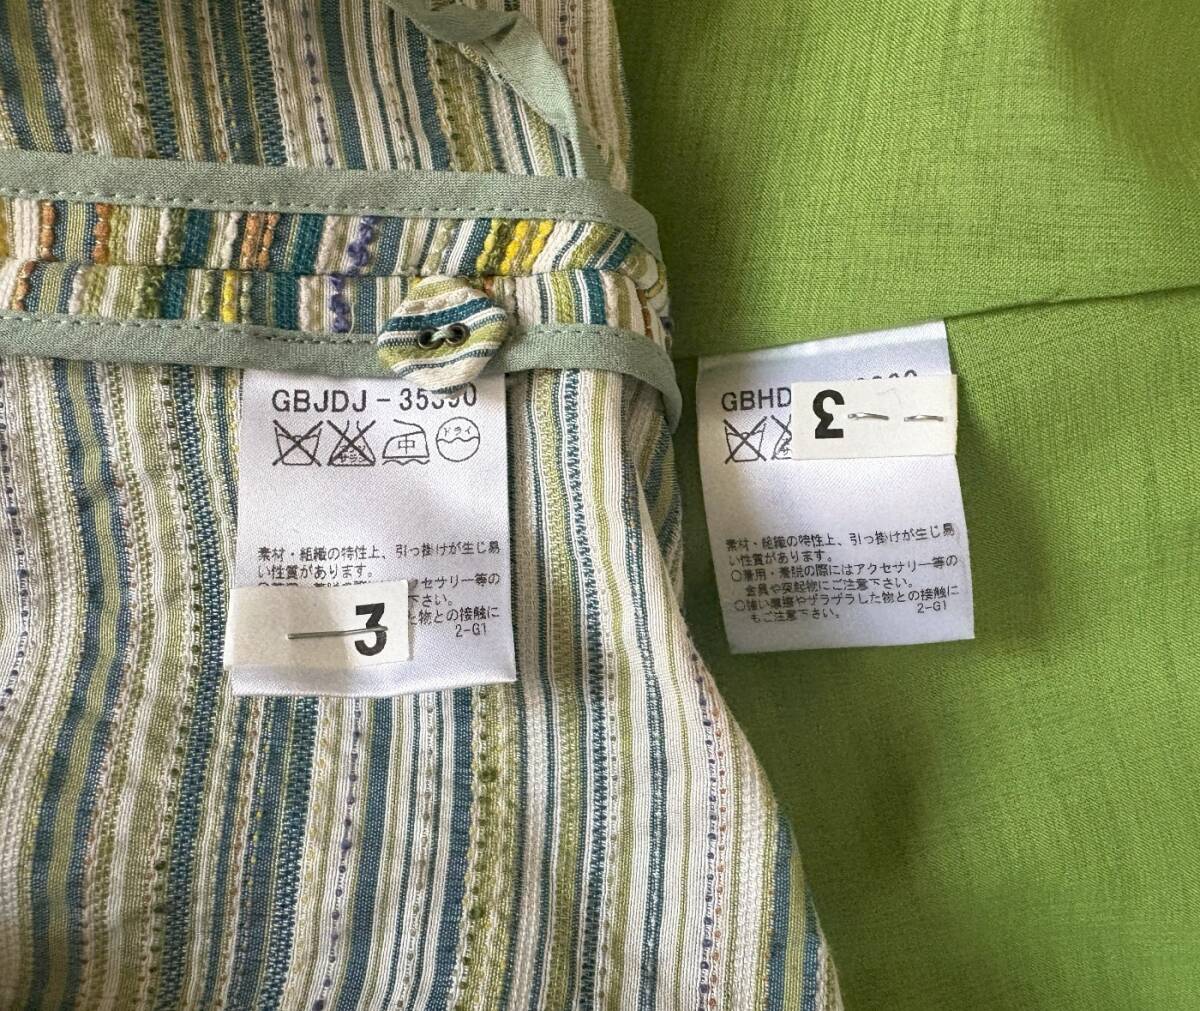 GBJDJ-35390
中
ドライ
素材・組織の特性上、引っ掛けが生じ易
い性質があります。
クセサリー等の
下さい。
た物との接触に
2-G1
3
GBHD
3
素材・組織の特性上、引っ掛けが生じ易
い性質があります。
○着用・着脱の際にはアクセサリー等の
金具や突起物にご注意下さい。
○強い摩擦やザラザラした物との接触に
もご注意下さい。
2-G1